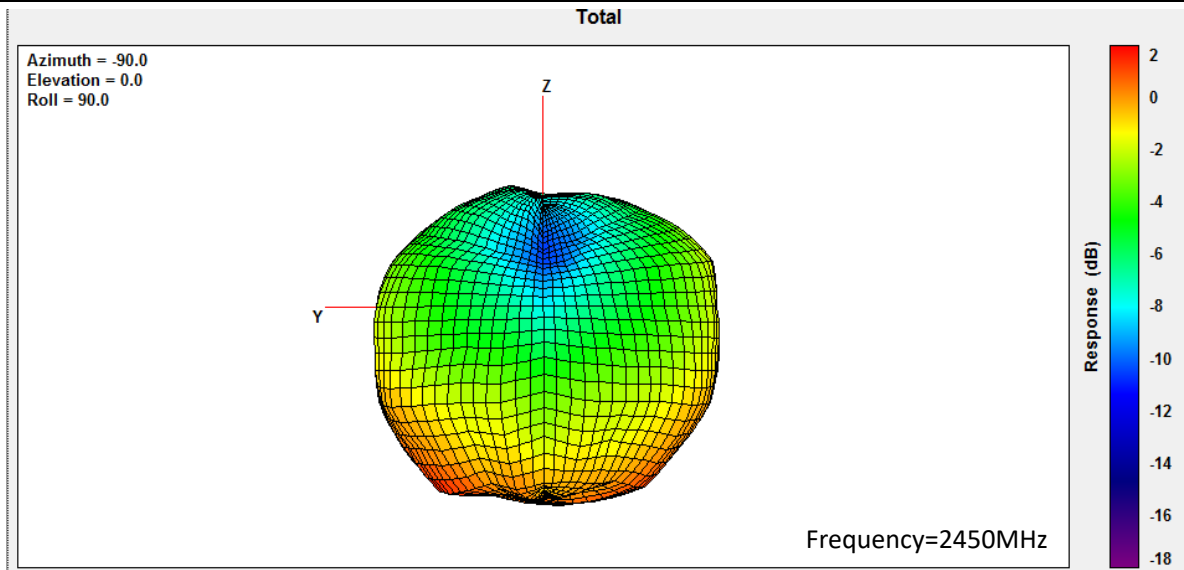 Total
Azimuth = -90.0
Elevation = 0.0
Roll = 90.0
Z
Y
Frequency=2450MHz
Response (dB)
2
0
-2
-4
-6
-8
-10
-12
-14
-16
-18